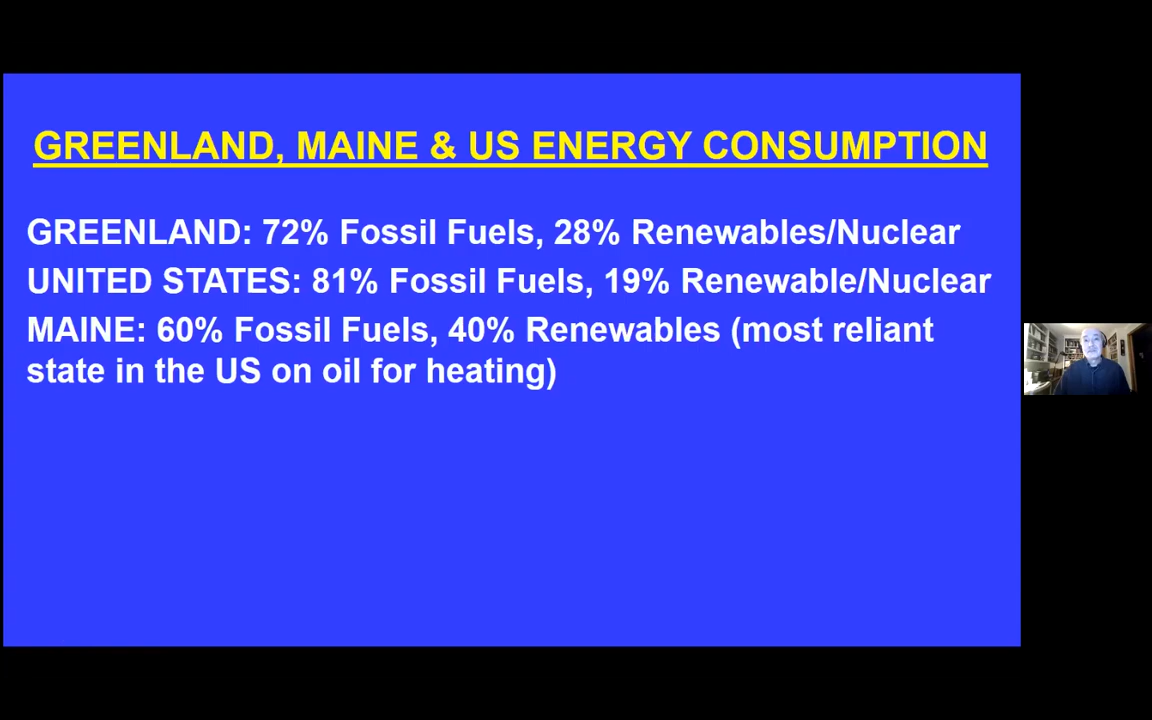 GREENLAND, MAINE & US ENERGY CONSUMPTION
GREENLAND: 72% Fossil Fuels, 28% Renewables/Nuclear
UNITED STATES: 81% Fossil Fuels, 19% Renewable/Nuclear
MAINE: 60% Fossil Fuels, 40% Renewables (most reliant
state in the US on oil for heating)